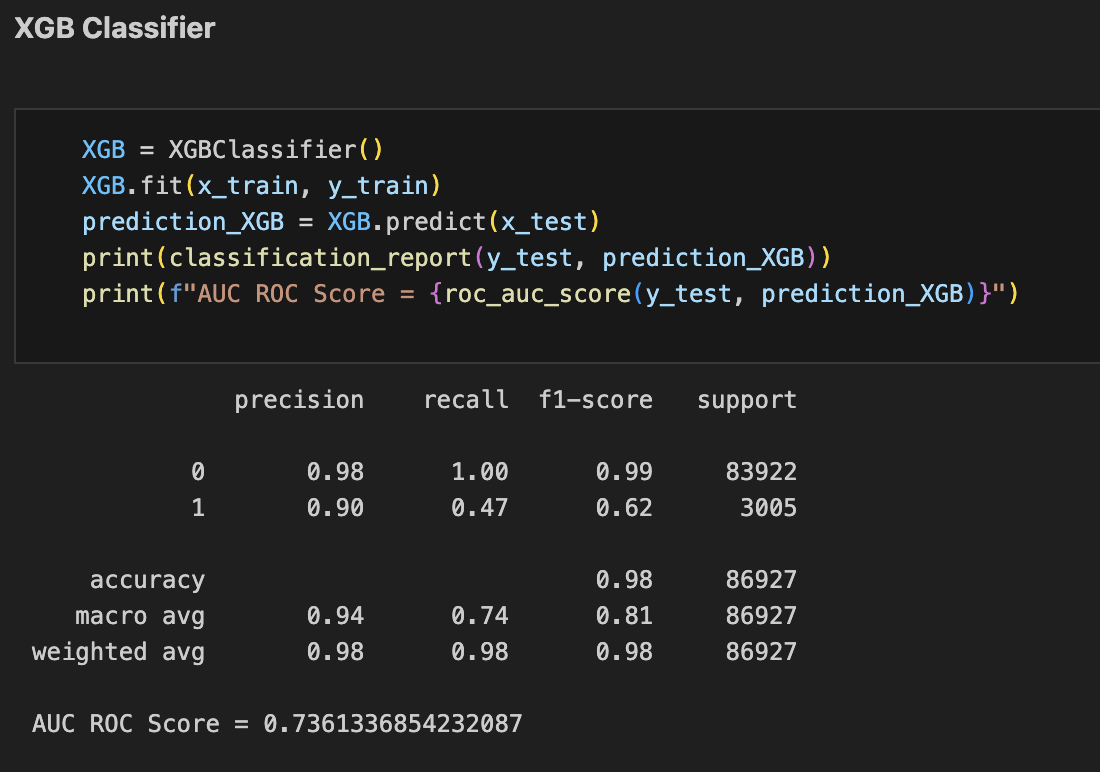 XGB Classifier
XGB = XGBClassifier()
XGB.fit(x_train, y_train)
prediction_XGB = XGB.predict(x_test)
print(classification_report(y_test, prediction_XGB))
print(f"AUC ROC Score = {roc_auc_score(y_test, prediction_XGB)}")
precision recall f1-score support
0 0.98 1.00 0.99 83922
1 0.90 0.47 0.62 3005
accuracy 0.98 86927
macro avg 0.94 0.74 0.81 86927
weighted avg 0.98 0.98 0.98 86927
AUC ROC Score = 0.7361336854232087